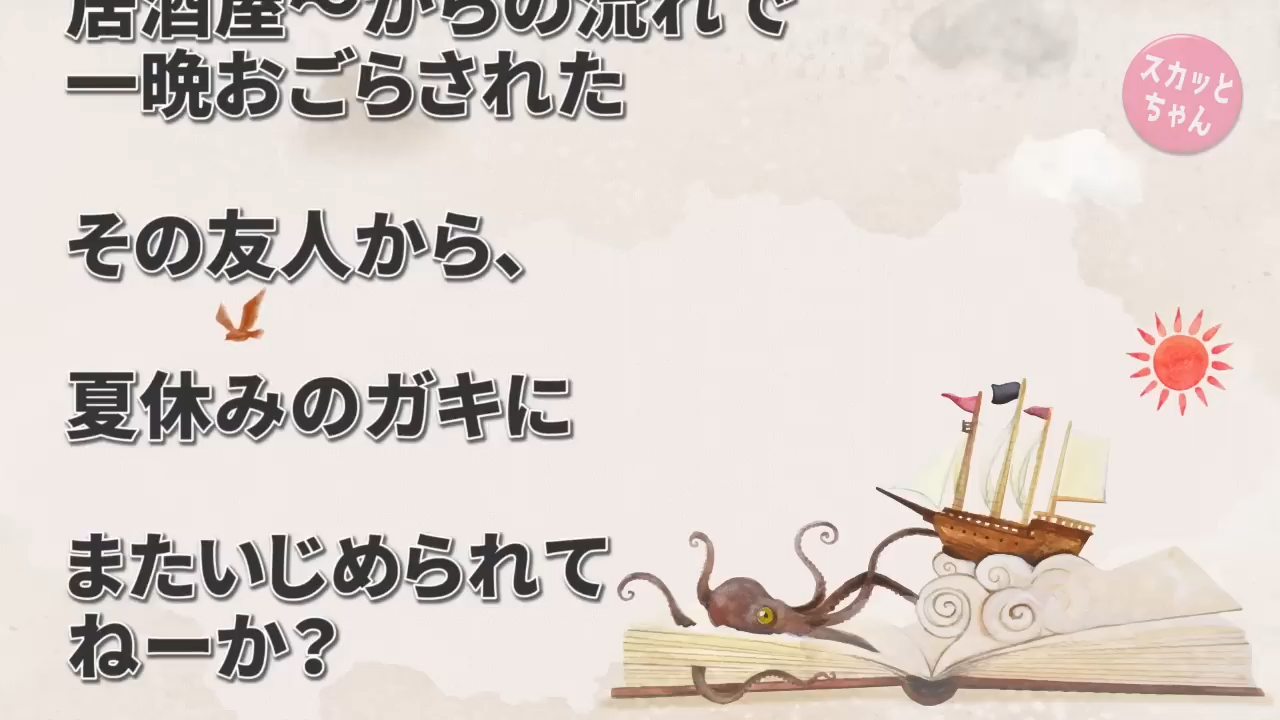 居酒屋〜からの流れで
一晩おごらされた
その友人から、
夏休みのガキに
またいじめられて
ねーか？
スカッと
ちゃん